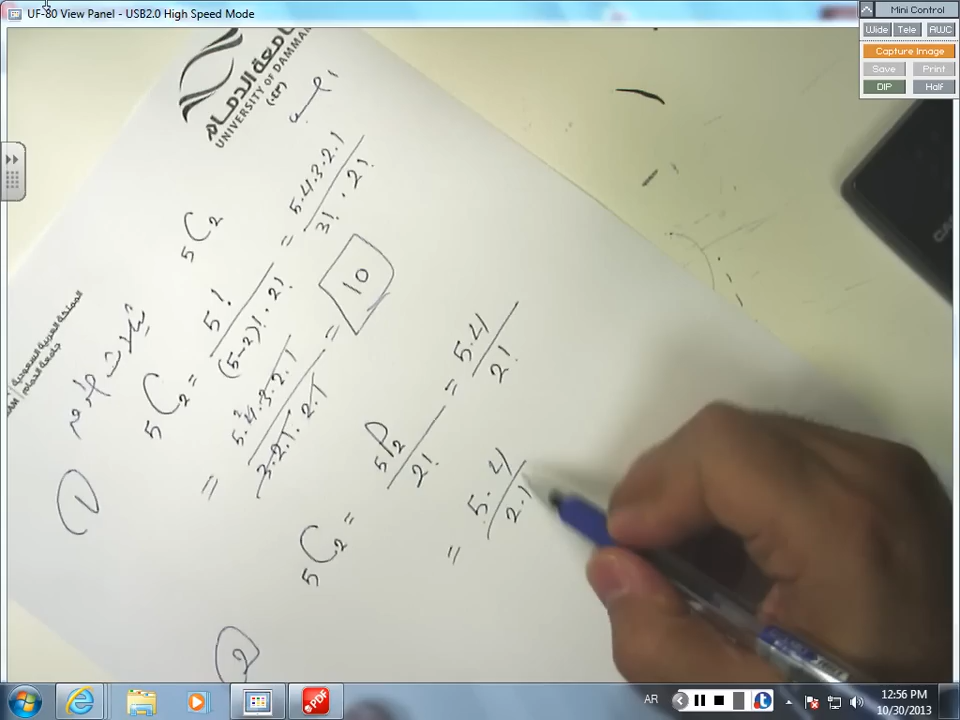 UF-80 View Panel - USB2.0 High Speed Mode
Mini Control
Wide Tele AWC
Capture Image
Save Print
DIP Half
جامعة الدمام
UNIVERSITY OF DAMMAM
المملكة العربية السعودية
جامعة الدمام
5C2
1
5C2 = 5! / (5-2)! · 2! = 5·4·3·2·1 / 3! · 2!
= 5·4·3·2·1 / 3·2·1 · 2·1 = 10
2
5C2 = 5P2 / 2! = 5·4 / 2!
= 5·4 / 2·1
AR
12:56 PM
10/30/2013